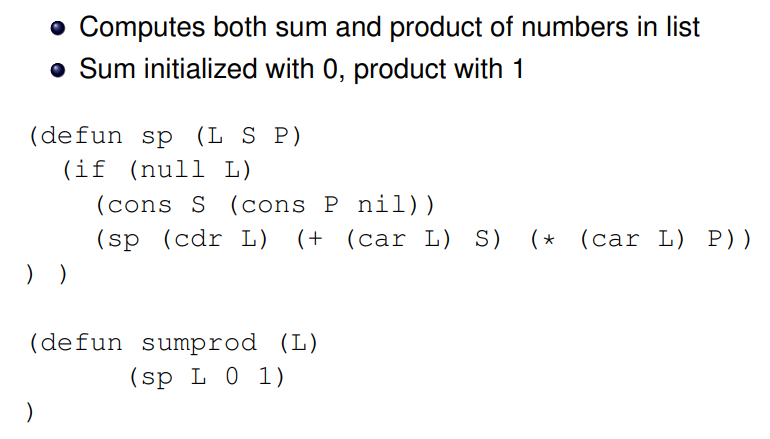 Computes both sum and product of numbers in list
Sum initialized with 0, product with 1
(defun sp (L S P)
(if (null L)
(cons S (cons P nil))
(sp (cdr L) (+ (car L) S) (* (car L) P))
) )
(defun sumprod (L)
(sp L 0 1)
)